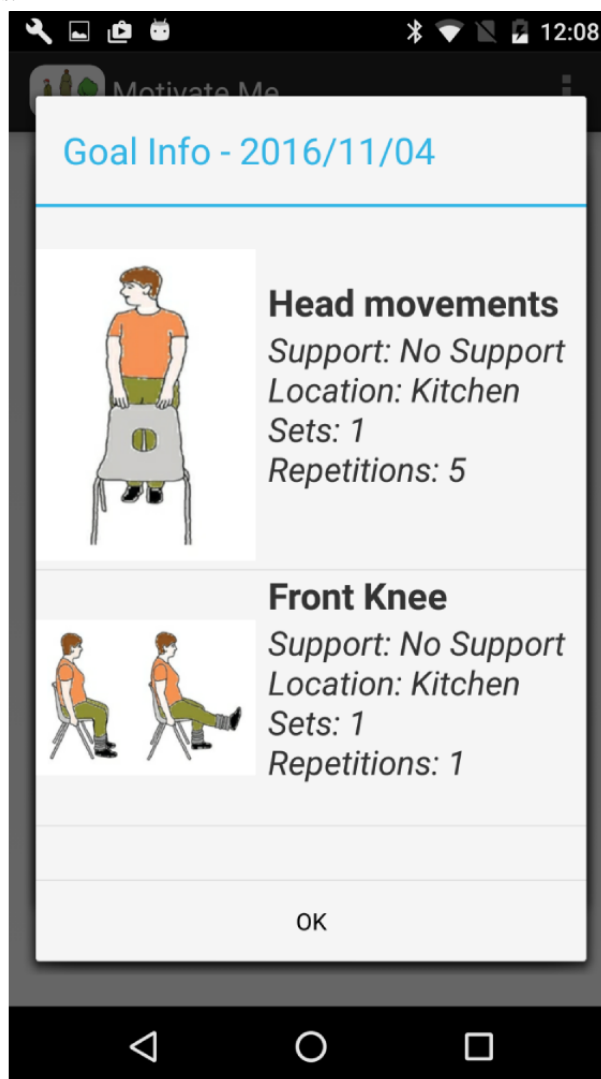 12:08
Motivate Me
Goal Info - 2016/11/04
Head movements
Support: No Support
Location: Kitchen
Sets: 1
Repetitions: 5
Front Knee
Support: No Support
Location: Kitchen
Sets: 1
Repetitions: 1
OK